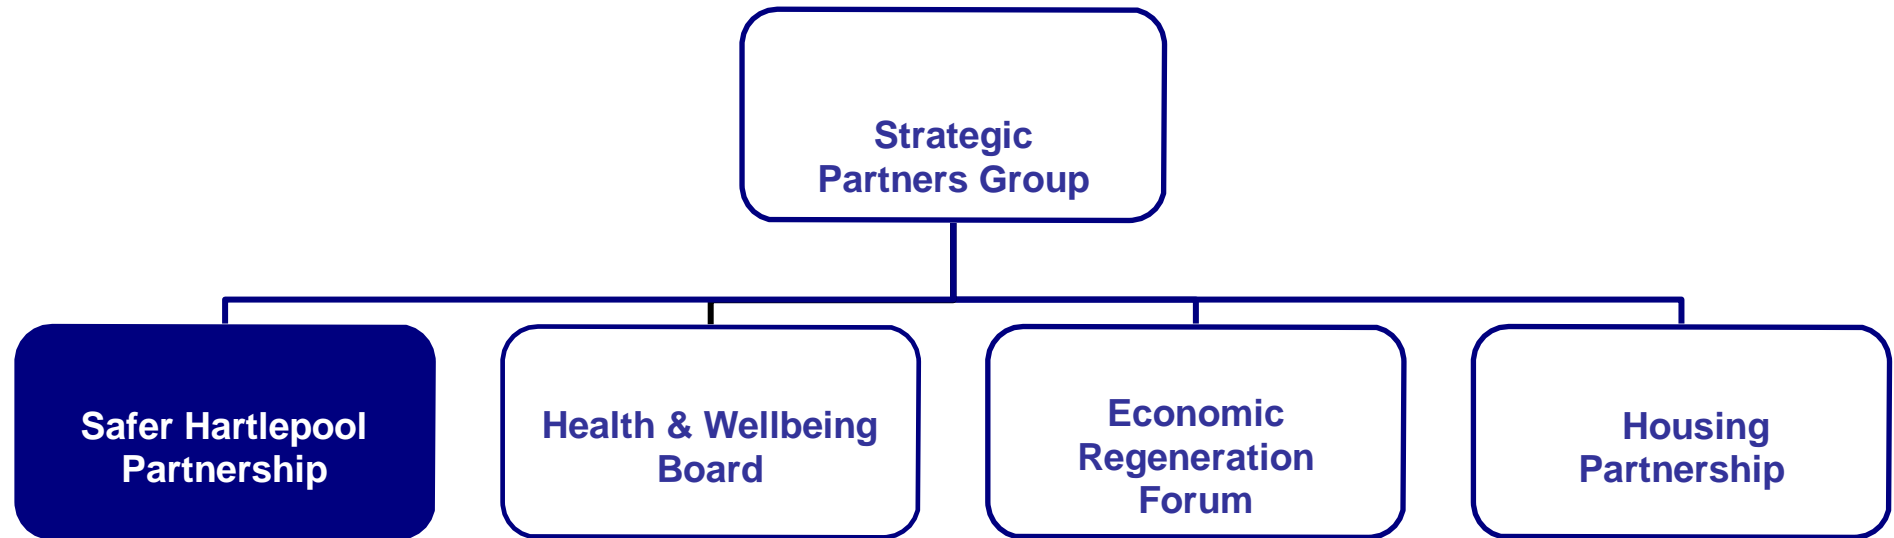 Strategic
Partners Group
Safer Hartlepool
Partnership
Health & Wellbeing
Board
Economic
Regeneration
Forum
Housing
Partnership